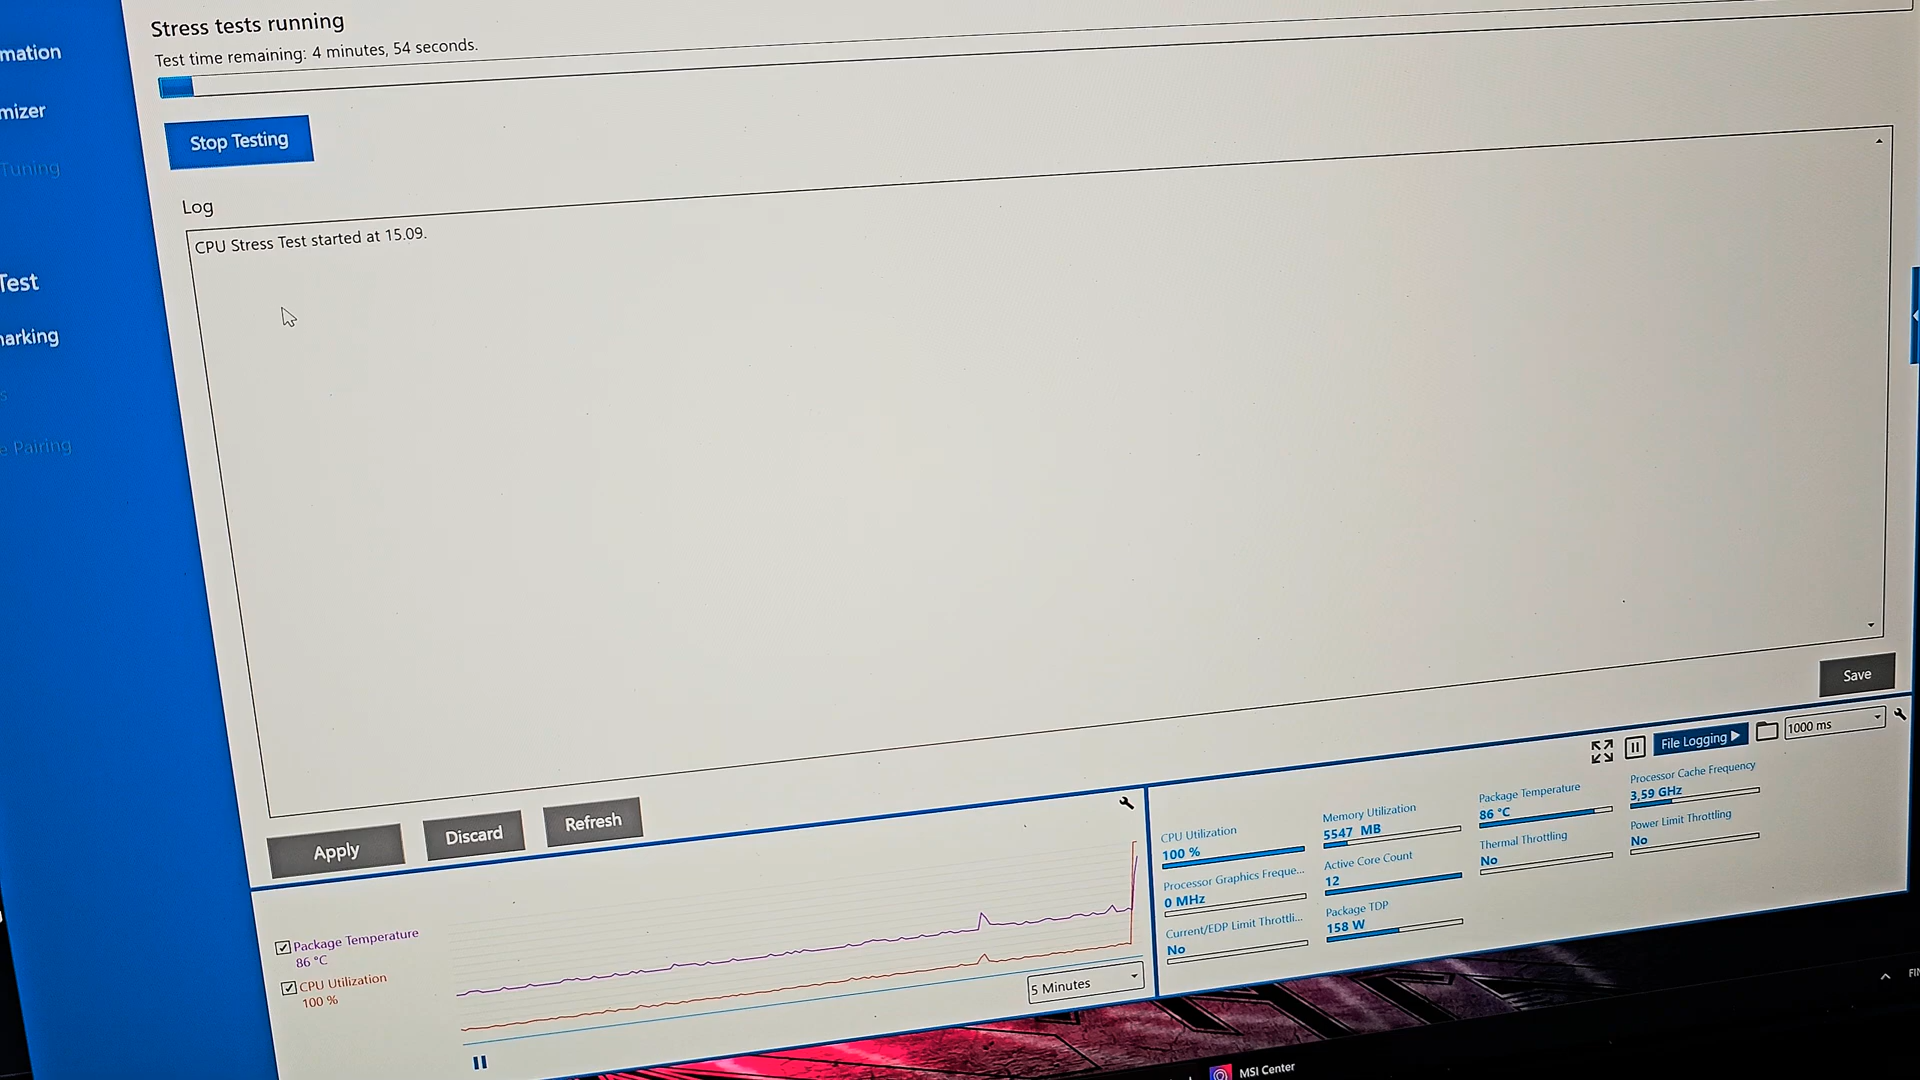 Stress tests running
Test time remaining: 4 minutes, 54 seconds.
mation
mizer
Tuning
Test
arking
s
e Pairing
Stop Testing
Log
CPU Stress Test started at 15.09.
Save
Apply
Discard
Refresh
File Logging
1000 ms
Package Temperature
86 °C
CPU Utilization
100 %
5 Minutes
CPU Utilization
100 %
Processor Graphics Freque...
0 MHz
Current/EDP Limit Throttli...
No
Memory Utilization
5547 MB
Active Core Count
12
Package TDP
158 W
Package Temperature
86 °C
Thermal Throttling
No
Processor Cache Frequency
3,59 GHz
Power Limit Throttling
No
MSI Center
FIN